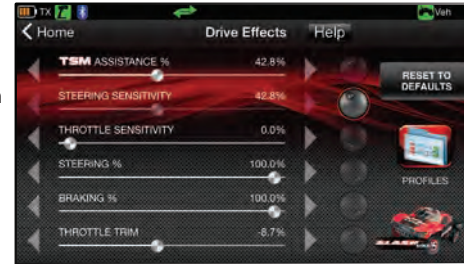 TX Veh
Home Drive Effects Help
TSM ASSISTANCE % 42.8%
STEERING SENSITIVITY 42.8%
THROTTLE SENSITIVITY 0.0%
STEERING % 100.0%
BRAKING % 100.0%
THROTTLE TRIM -8.7%
RESET TO
DEFAULTS
PROFILES
SLASH